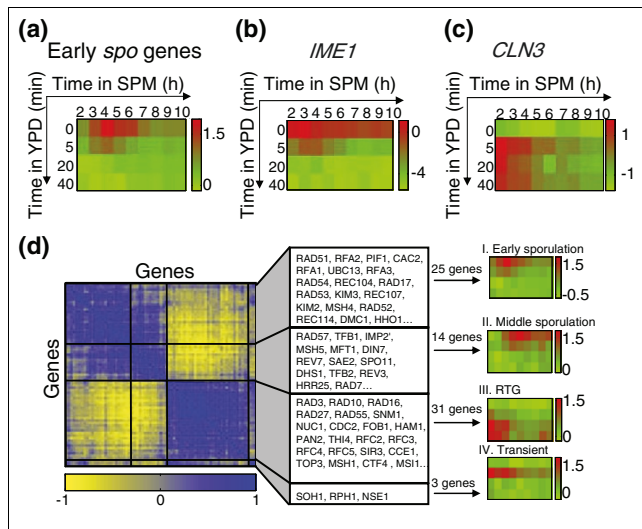 (a)
Early spo genes
Time in SPM (h)
2 3 4 5 6 7 8 9 10
Time in YPD (min)
0
5
20
40
1.5
0
(b)
IME1
Time in SPM (h)
2 3 4 5 6 7 8 9 10
Time in YPD (min)
0
5
20
40
0
-4
(c)
CLN3
Time in SPM (h)
2 3 4 5 6 7 8 9 10
Time in YPD (min)
0
5
20
40
1
-1
(d)
Genes
Genes
-1 0 1
RAD51, RFA2, PIF1, CAC2,
RFA1, UBC13, RFA3,
RAD54, REC104, RAD17,
RAD53, KIM3, REC107,
KIM2, MSH4, RAD52,
REC114, DMC1, HHO1...
25 genes
I. Early sporulation
1.5
-0.5
RAD57, TFB1, IMP2',
MSH5, MFT1, DIN7,
REV7, SAE2, SPO11,
DHS1, TFB2, REV3,
HRR25, RAD7...
14 genes
II. Middle sporulation
1.5
0
RAD3, RAD10, RAD16,
RAD27, RAD55, SNM1,
NUC1, CDC2, FOB1, HAM1,
PAN2, THI4, RFC2, RFC3,
RFC4, RFC5, SIR3, CCE1,
TOP3, MSH1, CTF4 , MSI1...
31 genes
III. RTG
1.5
0
SOH1, RPH1, NSE1
3 genes
IV. Transient
1.5
0